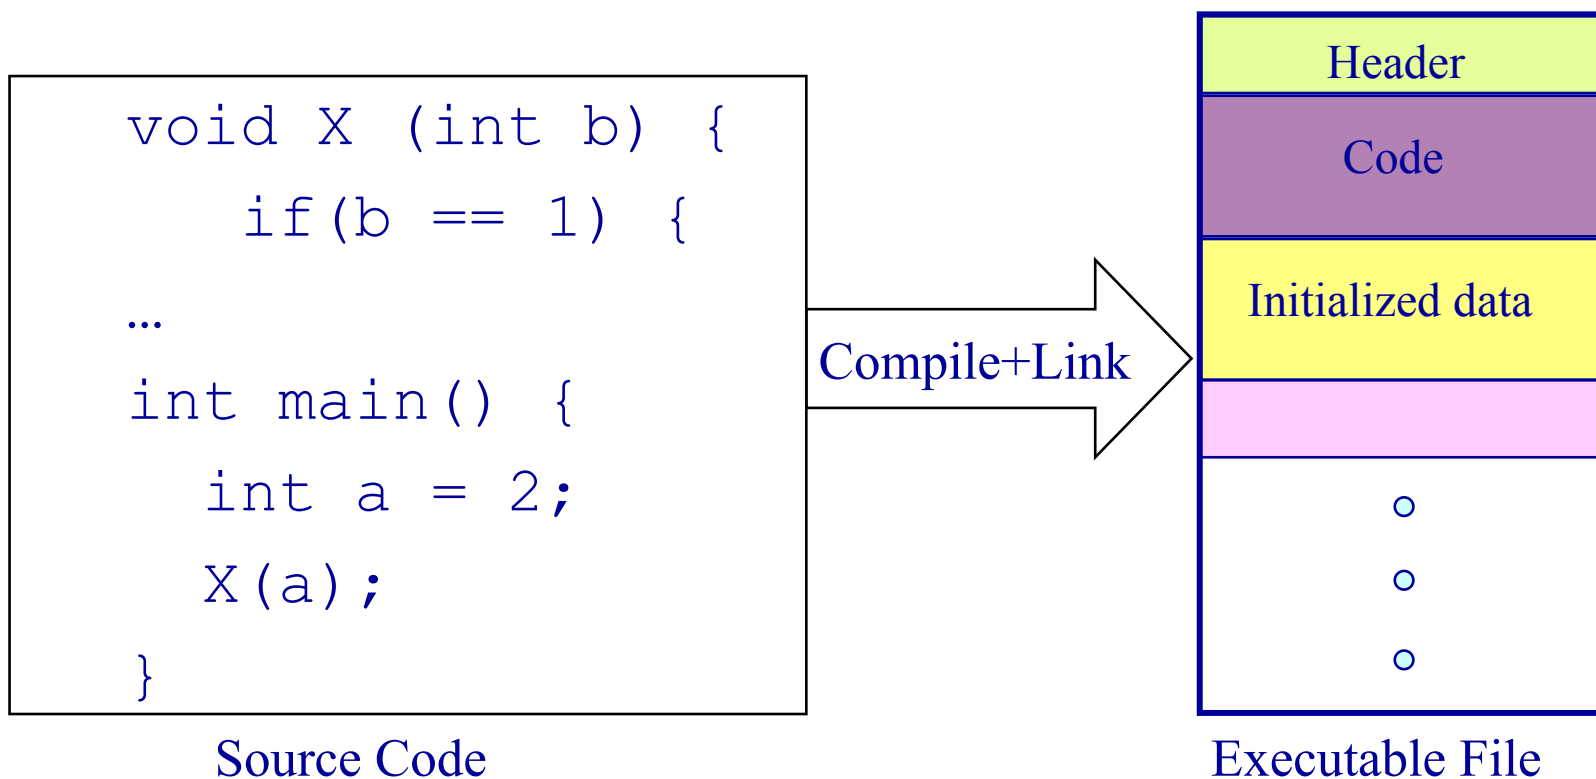 void X (int b) {
if(b == 1) {
…
int main() {
int a = 2;
X(a);
}
Source Code
Compile+Link
Header
Code
Initialized data
Executable File